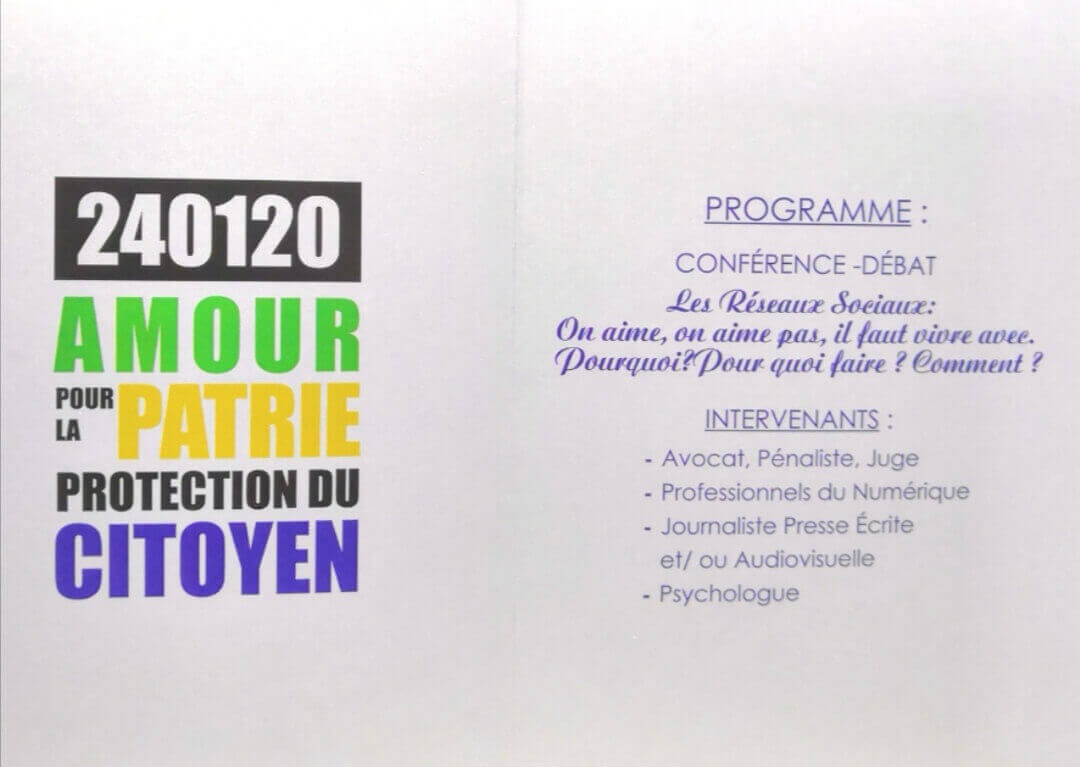 240120
AMOUR
POUR
LA PATRIE
PROTECTION DU
CITOYEN
PROGRAMME :
CONFÉRENCE -DÉBAT
Les Réseaux Sociaux:
On aime, on aime pas, il faut vivre avec.
Pourquoi?Pour quoi faire ? Comment ?
INTERVENANTS :
- Avocat, Pénaliste, Juge
- Professionnels du Numérique
- Journaliste Presse Écrite
et/ ou Audiovisuelle
- Psychologue